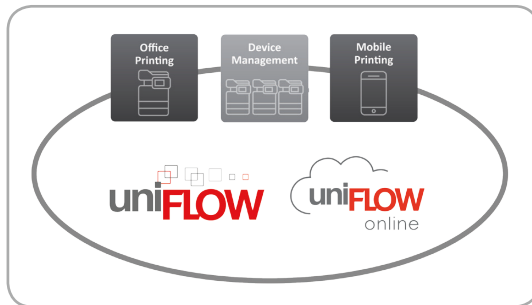 Office
Printing
Device
Management
Mobile
Printing
uniFLOW
uniFLOW
online